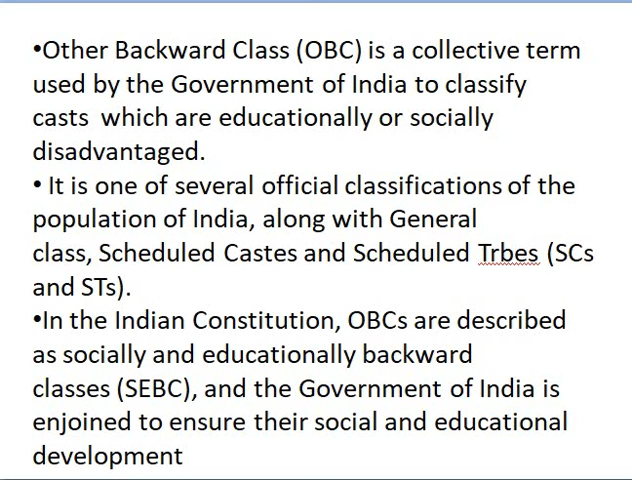 •Other Backward Class (OBC) is a collective term
used by the Government of India to classify
casts  which are educationally or socially
disadvantaged.
• It is one of several official classifications of the
population of India, along with General
class, Scheduled Castes and Scheduled Trbes (SCs
and STs).
•In the Indian Constitution, OBCs are described
as socially and educationally backward
classes (SEBC), and the Government of India is
enjoined to ensure their social and educational
development